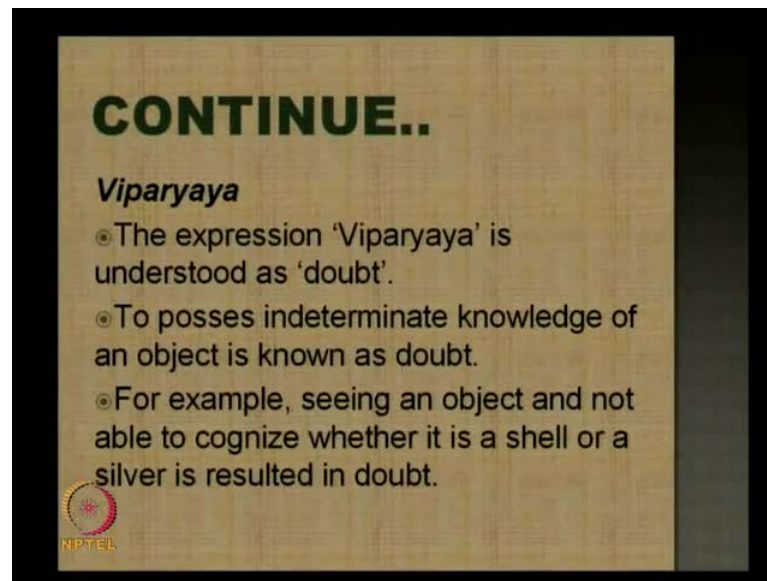 CONTINUE..
Viparyaya
The expression 'Viparyaya' is
understood as 'doubt'.
To posses indeterminate knowledge of
an object is known as doubt.
For example, seeing an object and not
able to cognize whether it is a shell or a
silver is resulted in doubt.
NPTEL